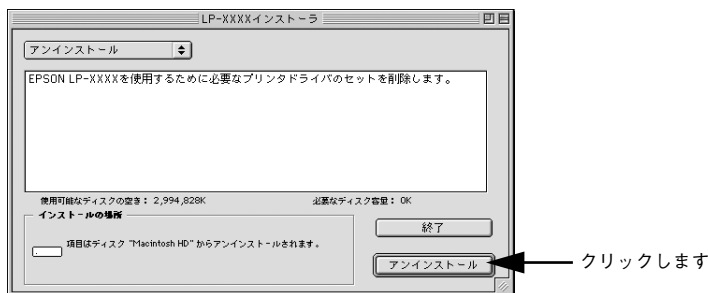 LP-XXXXインストーラ
アンインストール
EPSON LP-XXXXを使用するために必要なプリンタドライバのセットを削除します。
使用可能なディスクの空き： 2,994,828K 必要なディスク容量： 0K
インストールの場所
項目はディスク "Macintosh HD" からアンインストールされます。
終了
アンインストール
クリックします